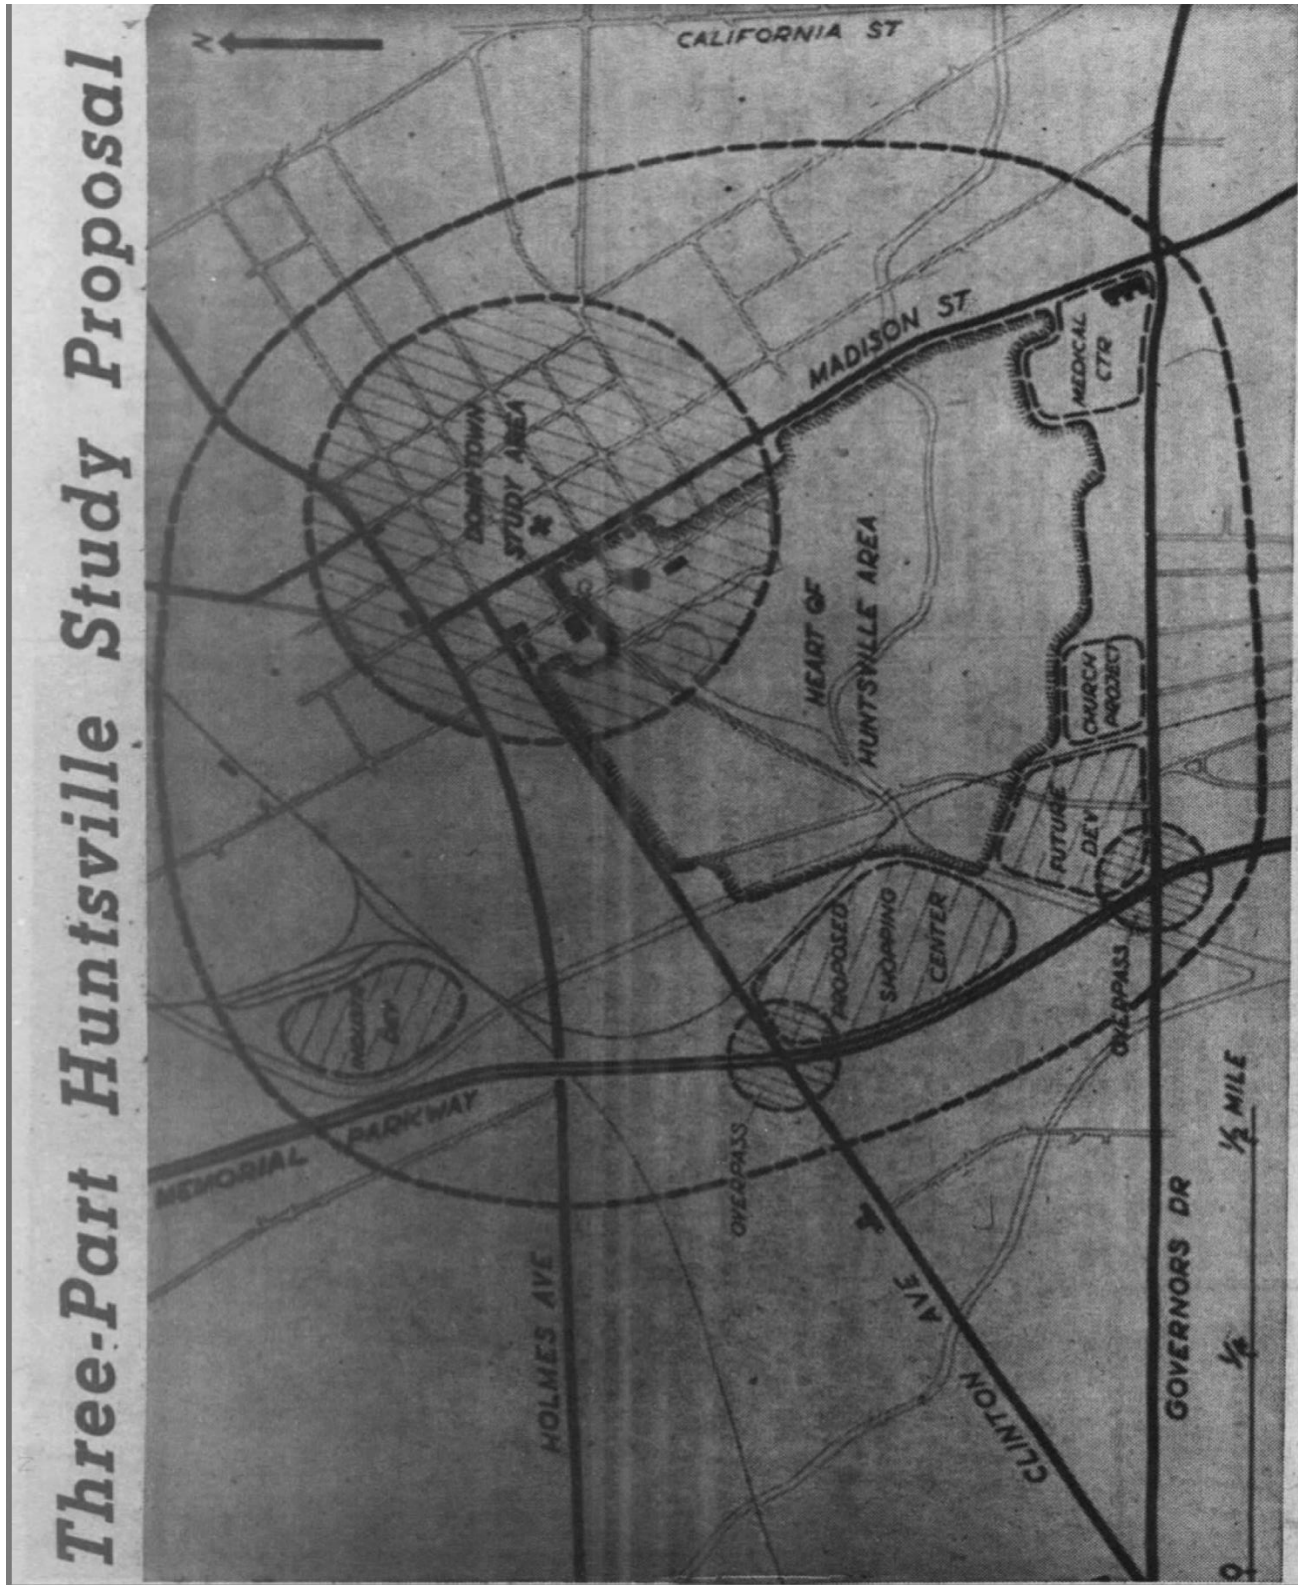 Three-Part Huntsville Study Proposal
N
CALIFORNIA ST
DOWNTOWN
STUDY AREA
MADISON ST
MEDICAL
CTR
HEART OF
HUNTSVILLE AREA
CHURCH
PROJECT
FUTURE
DEV
PROPOSED
SHOPPING
CENTER
DEV
OVERPASS
OVERPASS
MEMORIAL PARKWAY
HOLMES AVE
CLINTON AVE
GOVERNORS DR
0 1/4 1/2 MILE